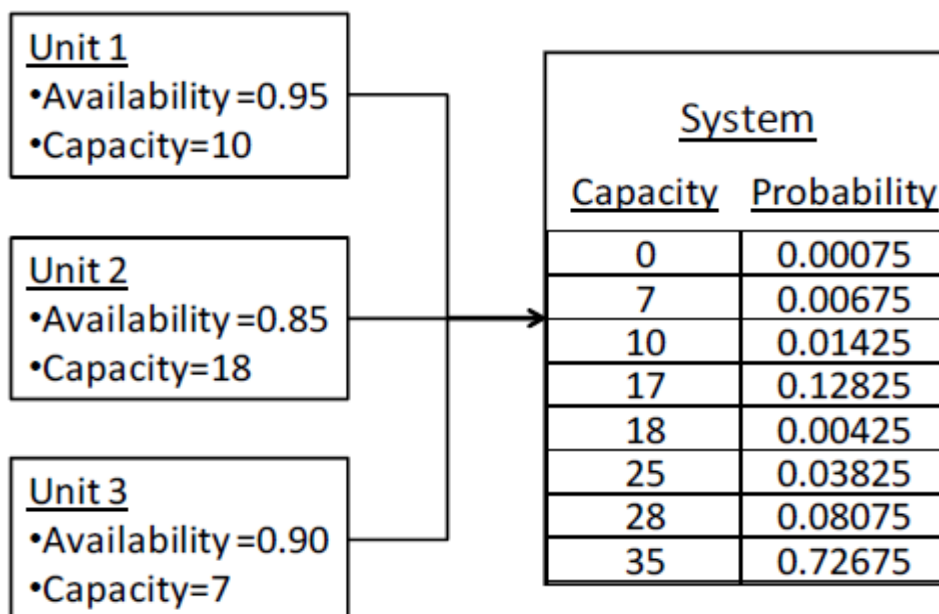 Unit 1
•Availability=0.95
•Capacity=10
Unit 2
•Availability=0.85
•Capacity=18
Unit 3
•Availability=0.90
•Capacity=7
System
Capacity Probability
0 0.00075
7 0.00675
10 0.01425
17 0.12825
18 0.00425
25 0.03825
28 0.08075
35 0.72675